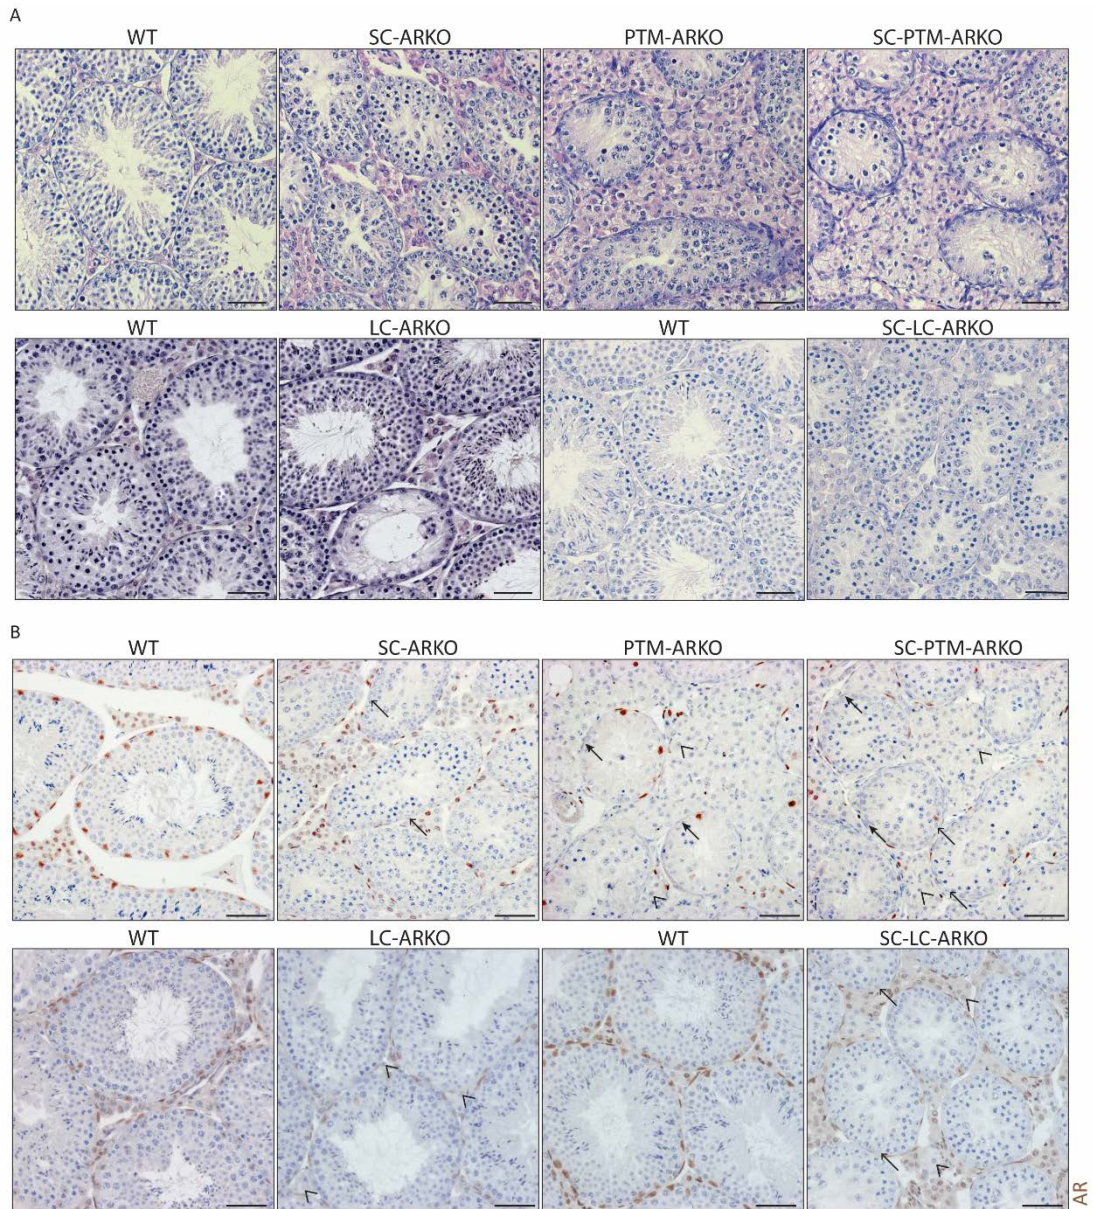 A
WT SC-ARKO PTM-ARKO SC-PTM-ARKO
WT LC-ARKO WT SC-LC-ARKO
B
WT SC-ARKO PTM-ARKO SC-PTM-ARKO
WT LC-ARKO WT SC-LC-ARKO
AR